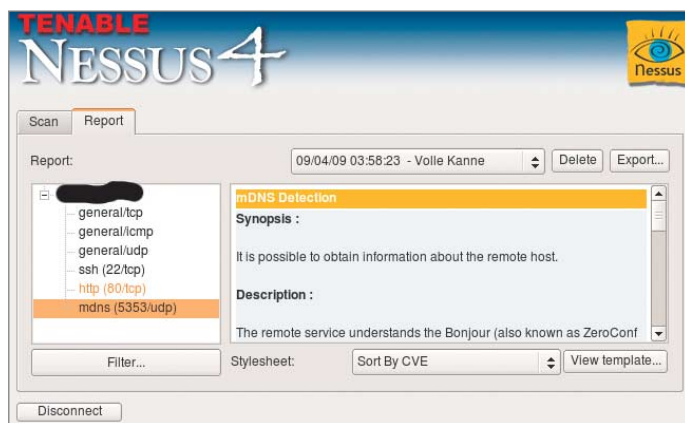 TENABLE
NESSUS 4
nessus
Scan
Report
Report:
09/04/09 03:58:23 - Volle Kanne
Delete
Export...
general/tcp
general/icmp
general/udp
ssh (22/tcp)
http (80/tcp)
mdns (5353/udp)
mDNS Detection
Synopsis :
It is possible to obtain information about the remote host.
Description :
The remote service understands the Bonjour (also known as ZeroConf
Filter...
Stylesheet:
Sort By CVE
View template...
Disconnect